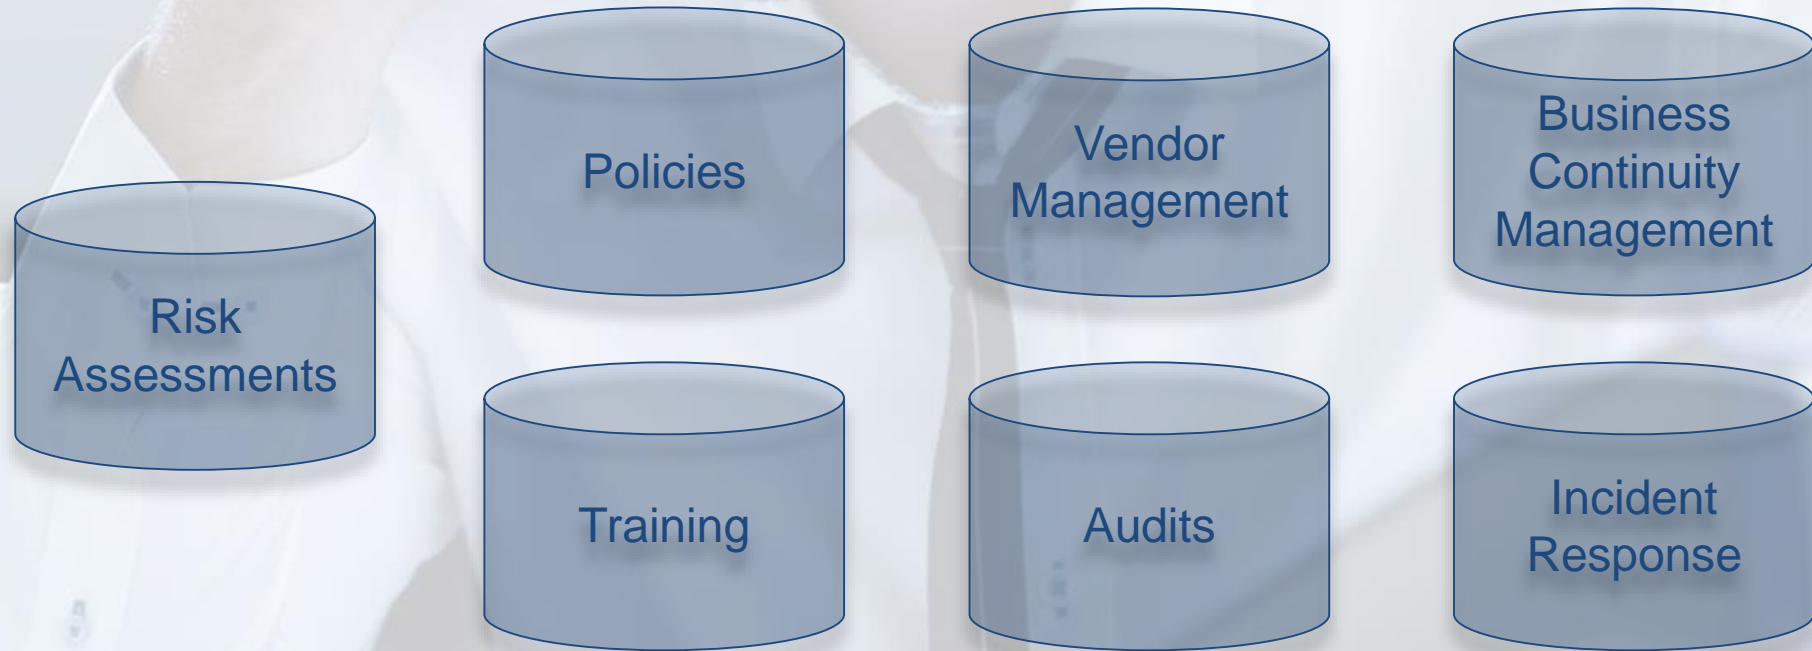 Risk
Assessments
Policies
Vendor
Management
Business
Continuity
Management
Training
Audits
Incident
Response